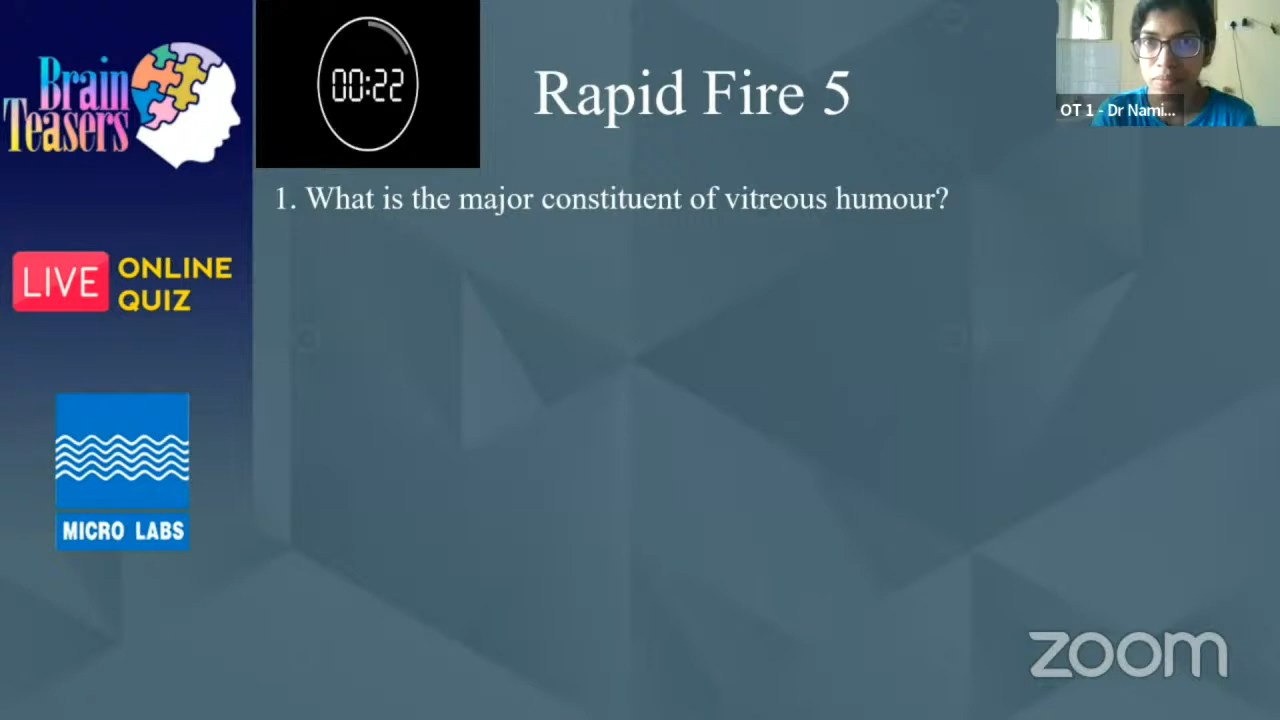 Brain
Teasers
00:22
Rapid Fire 5
OT 1 - Dr Nami...
1. What is the major constituent of vitreous humour?
LIVE
ONLINE
QUIZ
MICRO LABS
zoom